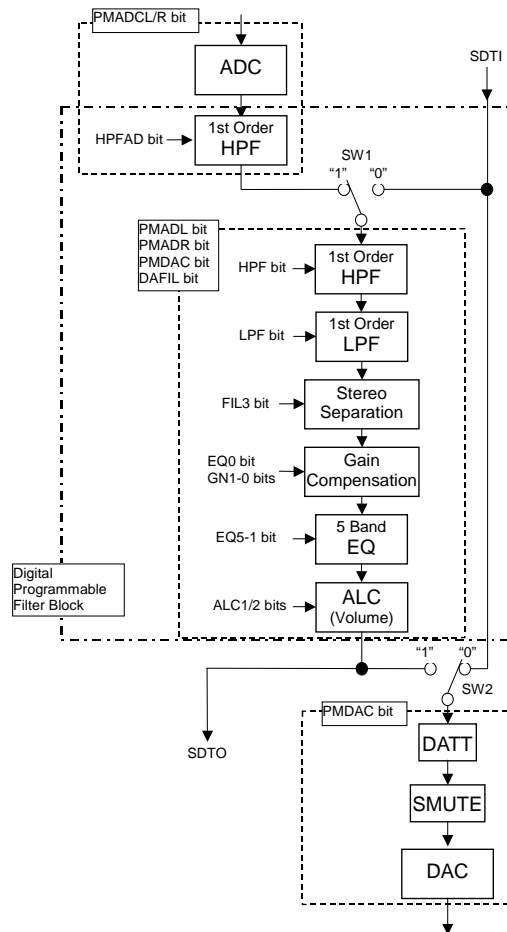 PMADCL/R bit
ADC
SDTI
HPFAD bit
1st Order
HPF
SW1
“1” “0”
PMADL bit
PMADR bit
PMDAC bit
DAFIL bit
HPF bit
1st Order
HPF
LPF bit
1st Order
LPF
FIL3 bit
Stereo
Separation
EQ0 bit
GN1-0 bits
Gain
Compensation
EQ5-1 bit
5 Band
EQ
Digital
Programmable
Filter Block
ALC1/2 bits
ALC
(Volume)
“1” “0”
SW2
SDTO
PMDAC bit
DATT
SMUTE
DAC